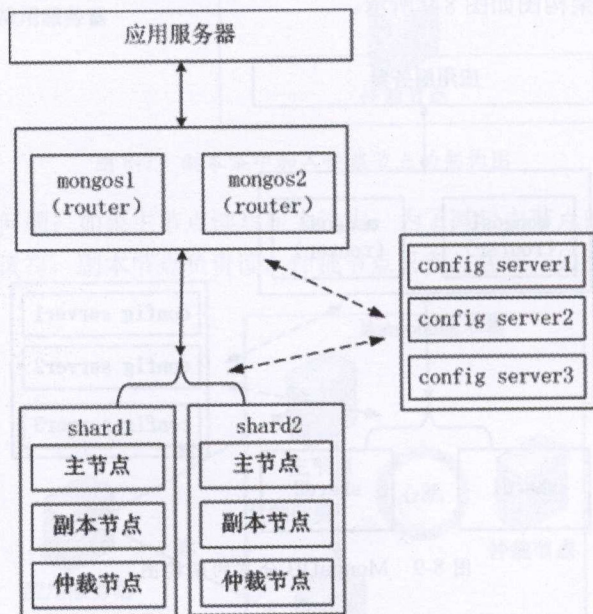 应用服务器
mongos1
(router)
mongos2
(router)
config server1
config server2
config server3
shard1
主节点
副本节点
仲裁节点
shard2
主节点
副本节点
仲裁节点